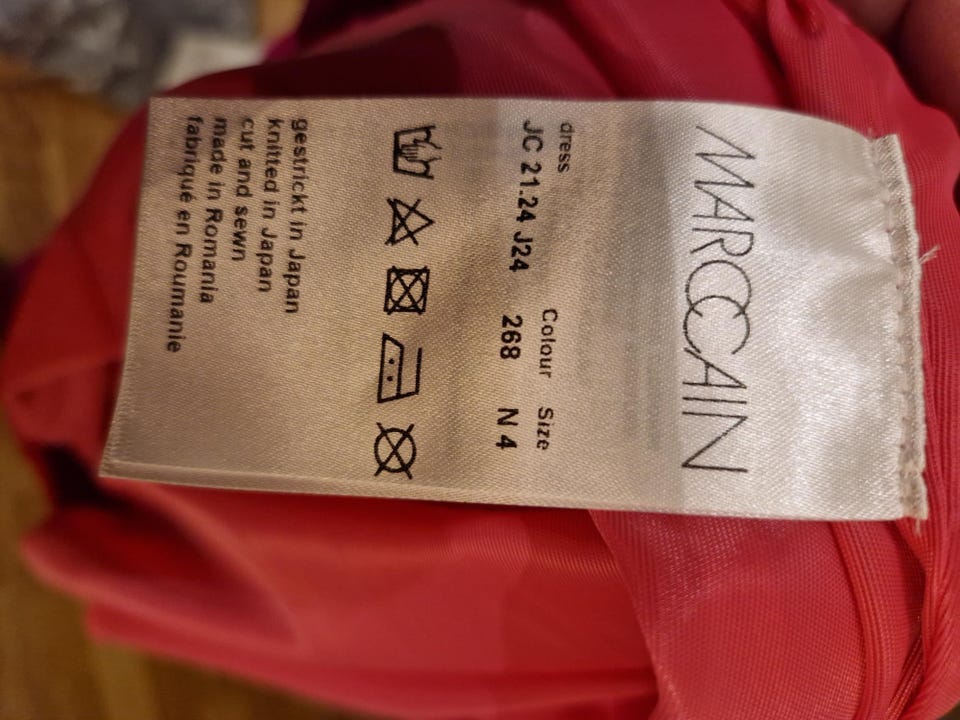 MARCCAIN
dress Colour Size
JC 21.24 J24 268 N 4
gestrickt in Japan
knitted in Japan
cut and sewn
made in Romania
fabriqué en Roumanie